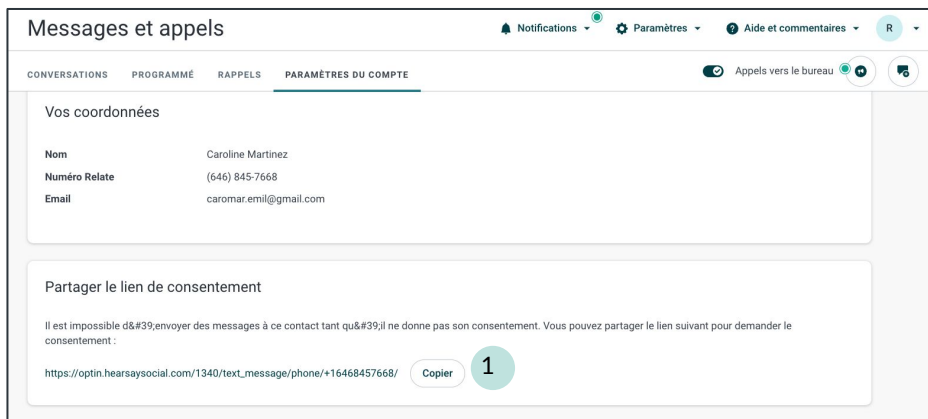 Messages et appels
Notifications
Paramètres
Aide et commentaires
R
CONVERSATIONS
PROGRAMMÉ
RAPPELS
PARAMÈTRES DU COMPTE
Appels vers le bureau
Vos coordonnées
Nom Caroline Martinez
Numéro Relate (646) 845-7668
Email caromar.emil@gmail.com
Partager le lien de consentement
Il est impossible d&#39;envoyer des messages à ce contact tant qu&#39;il ne donne pas son consentement. Vous pouvez partager le lien suivant pour demander le
consentement :
https://optin.hearsaysocial.com/1340/text_message/phone/+16468457668/ Copier 1